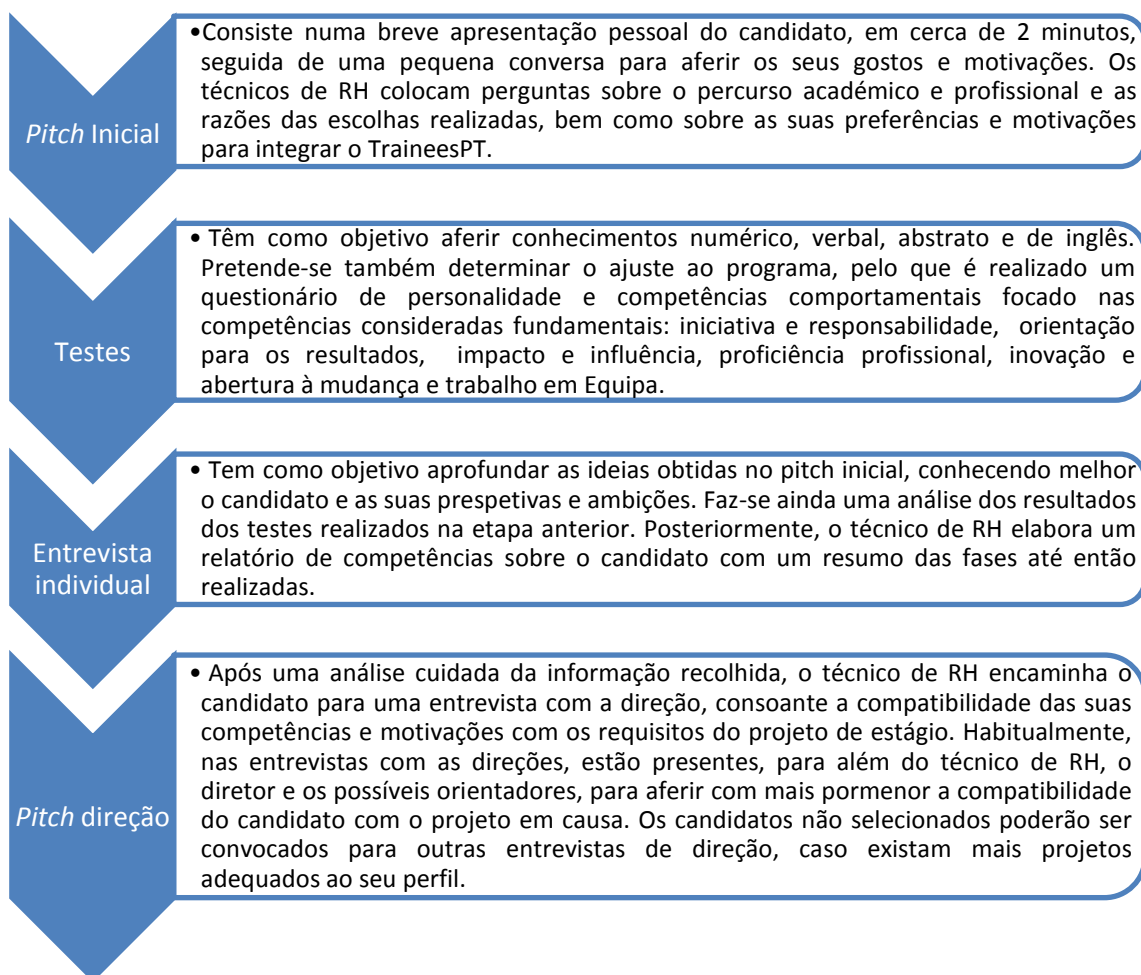 Pitch Inicial
•Consiste numa breve apresentação pessoal do candidato, em cerca de 2 minutos,
seguida de uma pequena conversa para aferir os seus gostos e motivações. Os
técnicos de RH colocam perguntas sobre o percurso académico e profissional e as
razões das escolhas realizadas, bem como sobre as suas preferências e motivações
para integrar o TraineesPT.
Testes
• Têm como objetivo aferir conhecimentos numérico, verbal, abstrato e de inglês.
Pretende-se também determinar o ajuste ao programa, pelo que é realizado um
questionário de personalidade e competências comportamentais focado nas
competências consideradas fundamentais: iniciativa e responsabilidade, orientação
para os resultados, impacto e influência, proficiência profissional, inovação e
abertura à mudança e trabalho em Equipa.
Entrevista
individual
• Tem como objetivo aprofundar as ideias obtidas no pitch inicial, conhecendo melhor
o candidato e as suas prespetivas e ambições. Faz-se ainda uma análise dos resultados
dos testes realizados na etapa anterior. Posteriormente, o técnico de RH elabora um
relatório de competências sobre o candidato com um resumo das fases até então
realizadas.
Pitch direção
• Após uma análise cuidada da informação recolhida, o técnico de RH encaminha o
candidato para uma entrevista com a direção, consoante a compatibilidade das suas
competências e motivações com os requisitos do projeto de estágio. Habitualmente,
nas entrevistas com as direções, estão presentes, para além do técnico de RH, o
diretor e os possíveis orientadores, para aferir com mais pormenor a compatibilidade
do candidato com o projeto em causa. Os candidatos não selecionados poderão ser
convocados para outras entrevistas de direção, caso existam mais projetos
adequados ao seu perfil.